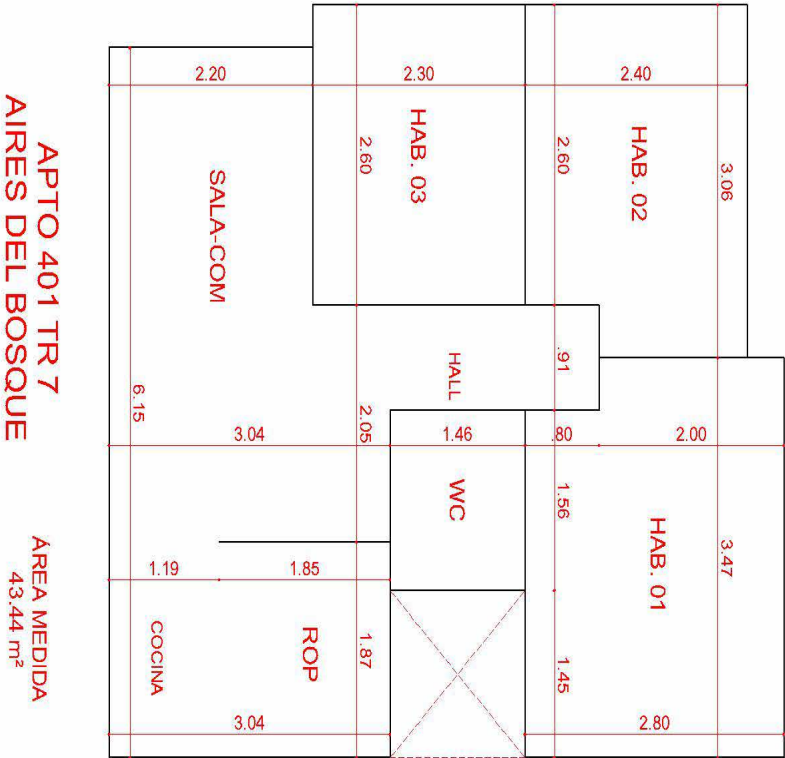 2.20
2.30
2.40
HAB. 03
2.60
HAB. 02
2.60
3.06
SALA-COM
APTO 401 TR 7
AIRES DEL BOSQUE
6.15
HALL
.91
2.05
3.04
1.46
.80
2.00
WC
1.56
HAB. 01
3.47
1.19
1.85
COCINA
ROP
1.87
1.45
3.04
2.80
ÁREA MEDIDA
43.44 m²